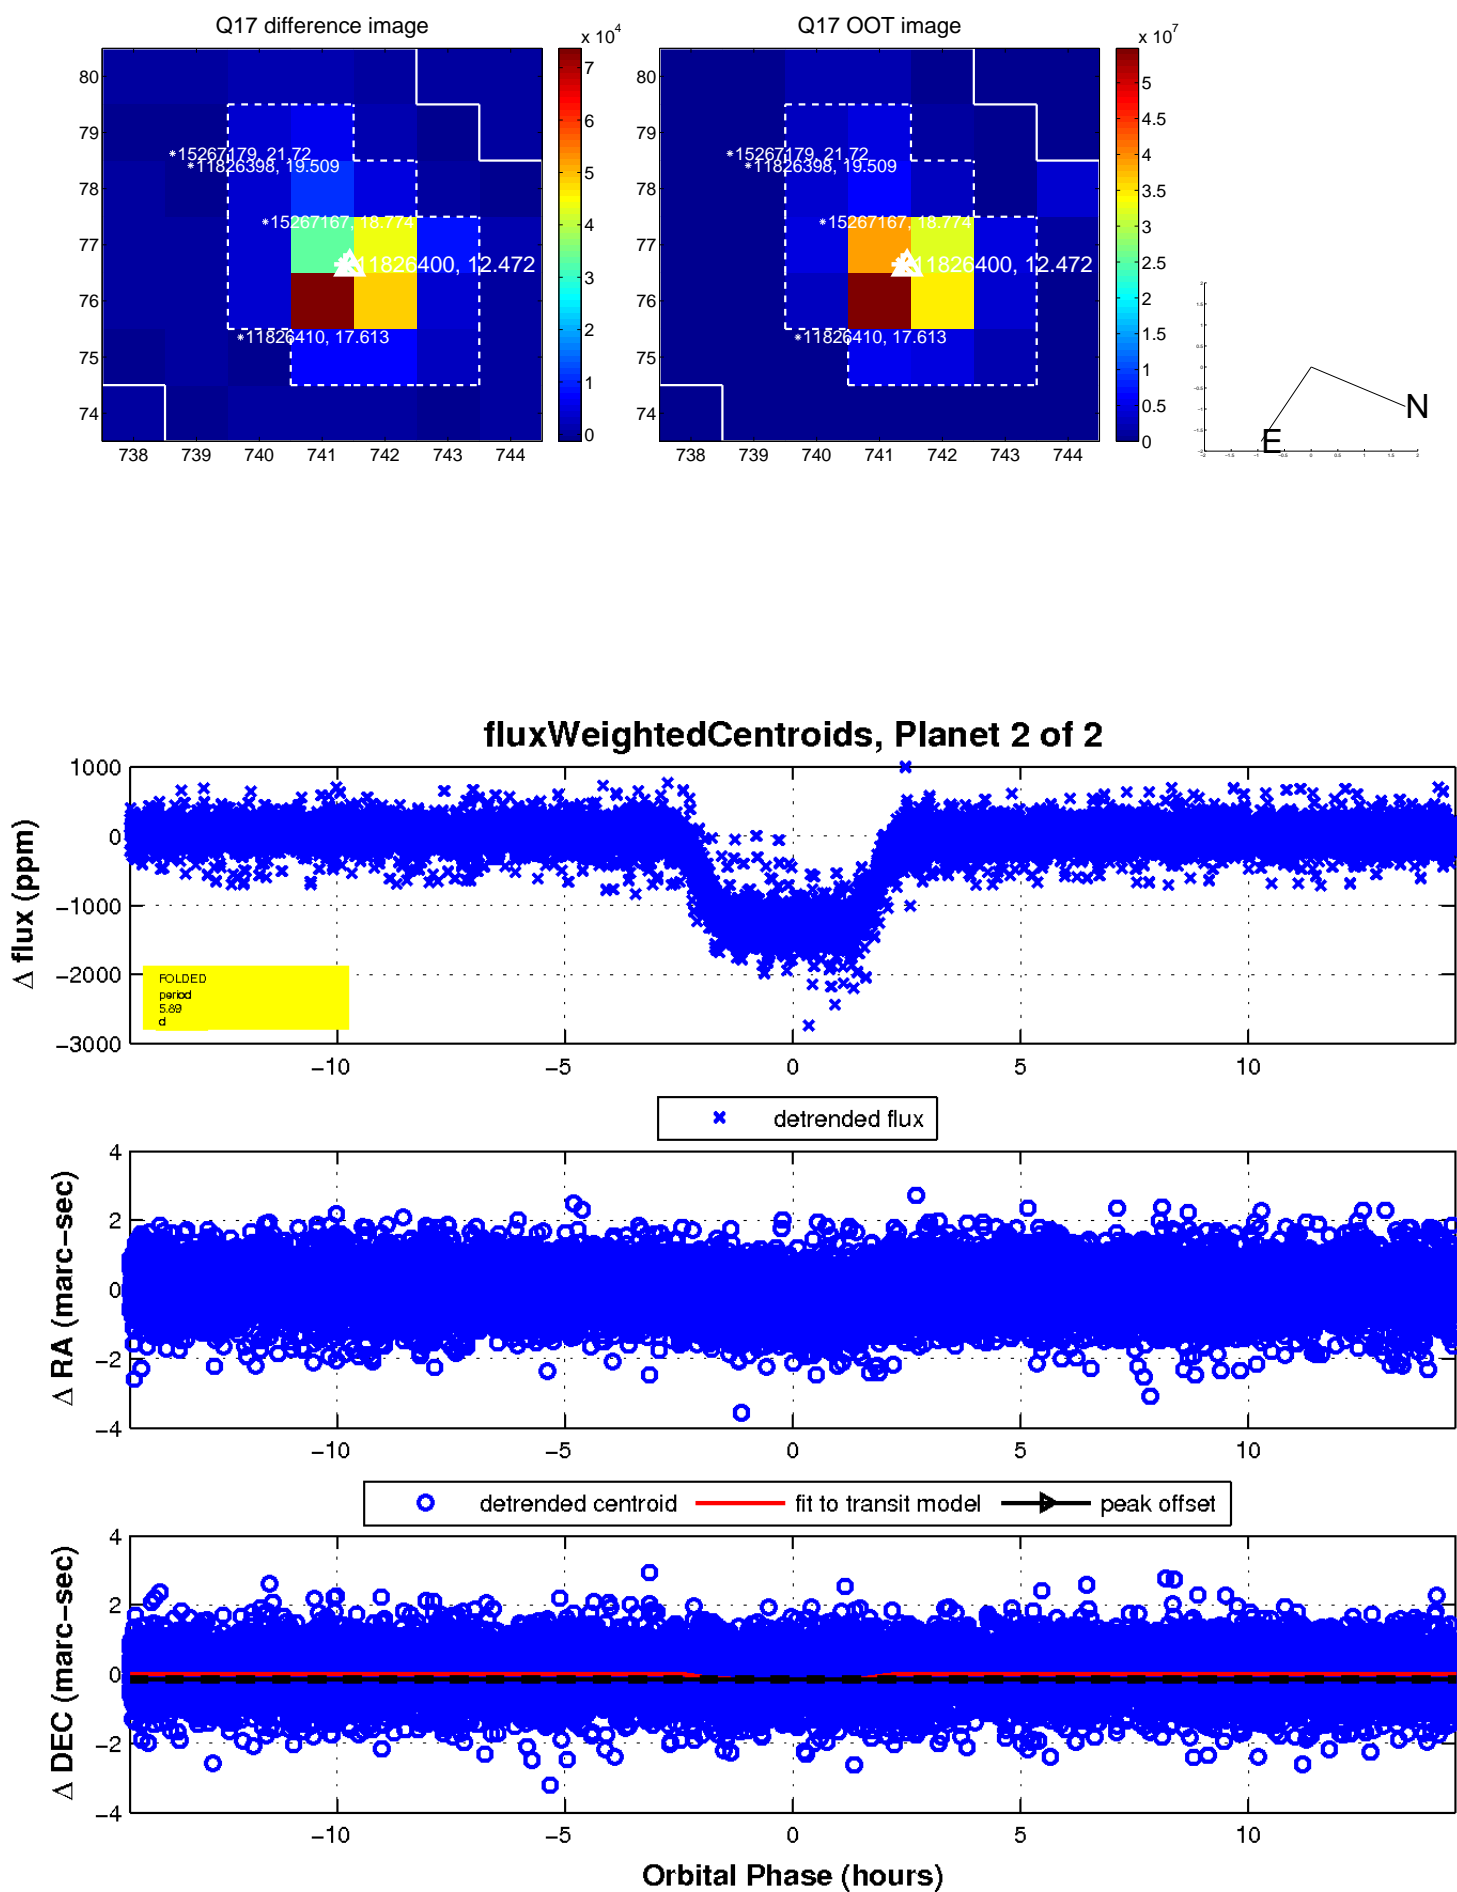 Q17 difference image
Q17 OOT image
x 10^4
x 10^7
80
79
78
77
76
75
74
738 739 740 741 742 743 744
7
6
5
4
3
2
1
0
*15267179, 21.72
*11826398, 19.509
*15267167, 18.774
11826400, 12.472
*11826410, 17.613
80
79
78
77
76
75
74
738 739 740 741 742 743 744
5
4.5
4
3.5
3
2.5
2
1.5
1
0.5
0
*15267179, 21.72
*11826398, 19.509
*15267167, 18.774
11826400, 12.472
*11826410, 17.613
N
E
fluxWeightedCentroids, Planet 2 of 2
Δ flux (ppm)
1000
0
−1000
−2000
−3000
FOLDED
period
5.89
d
−10 −5 0 5 10
detrended flux
Δ RA (marc−sec)
4
2
0
−2
−4
−10 −5 0 5 10
detrended centroid fit to transit model peak offset
Δ DEC (marc−sec)
4
2
0
−2
−4
−10 −5 0 5 10
Orbital Phase (hours)